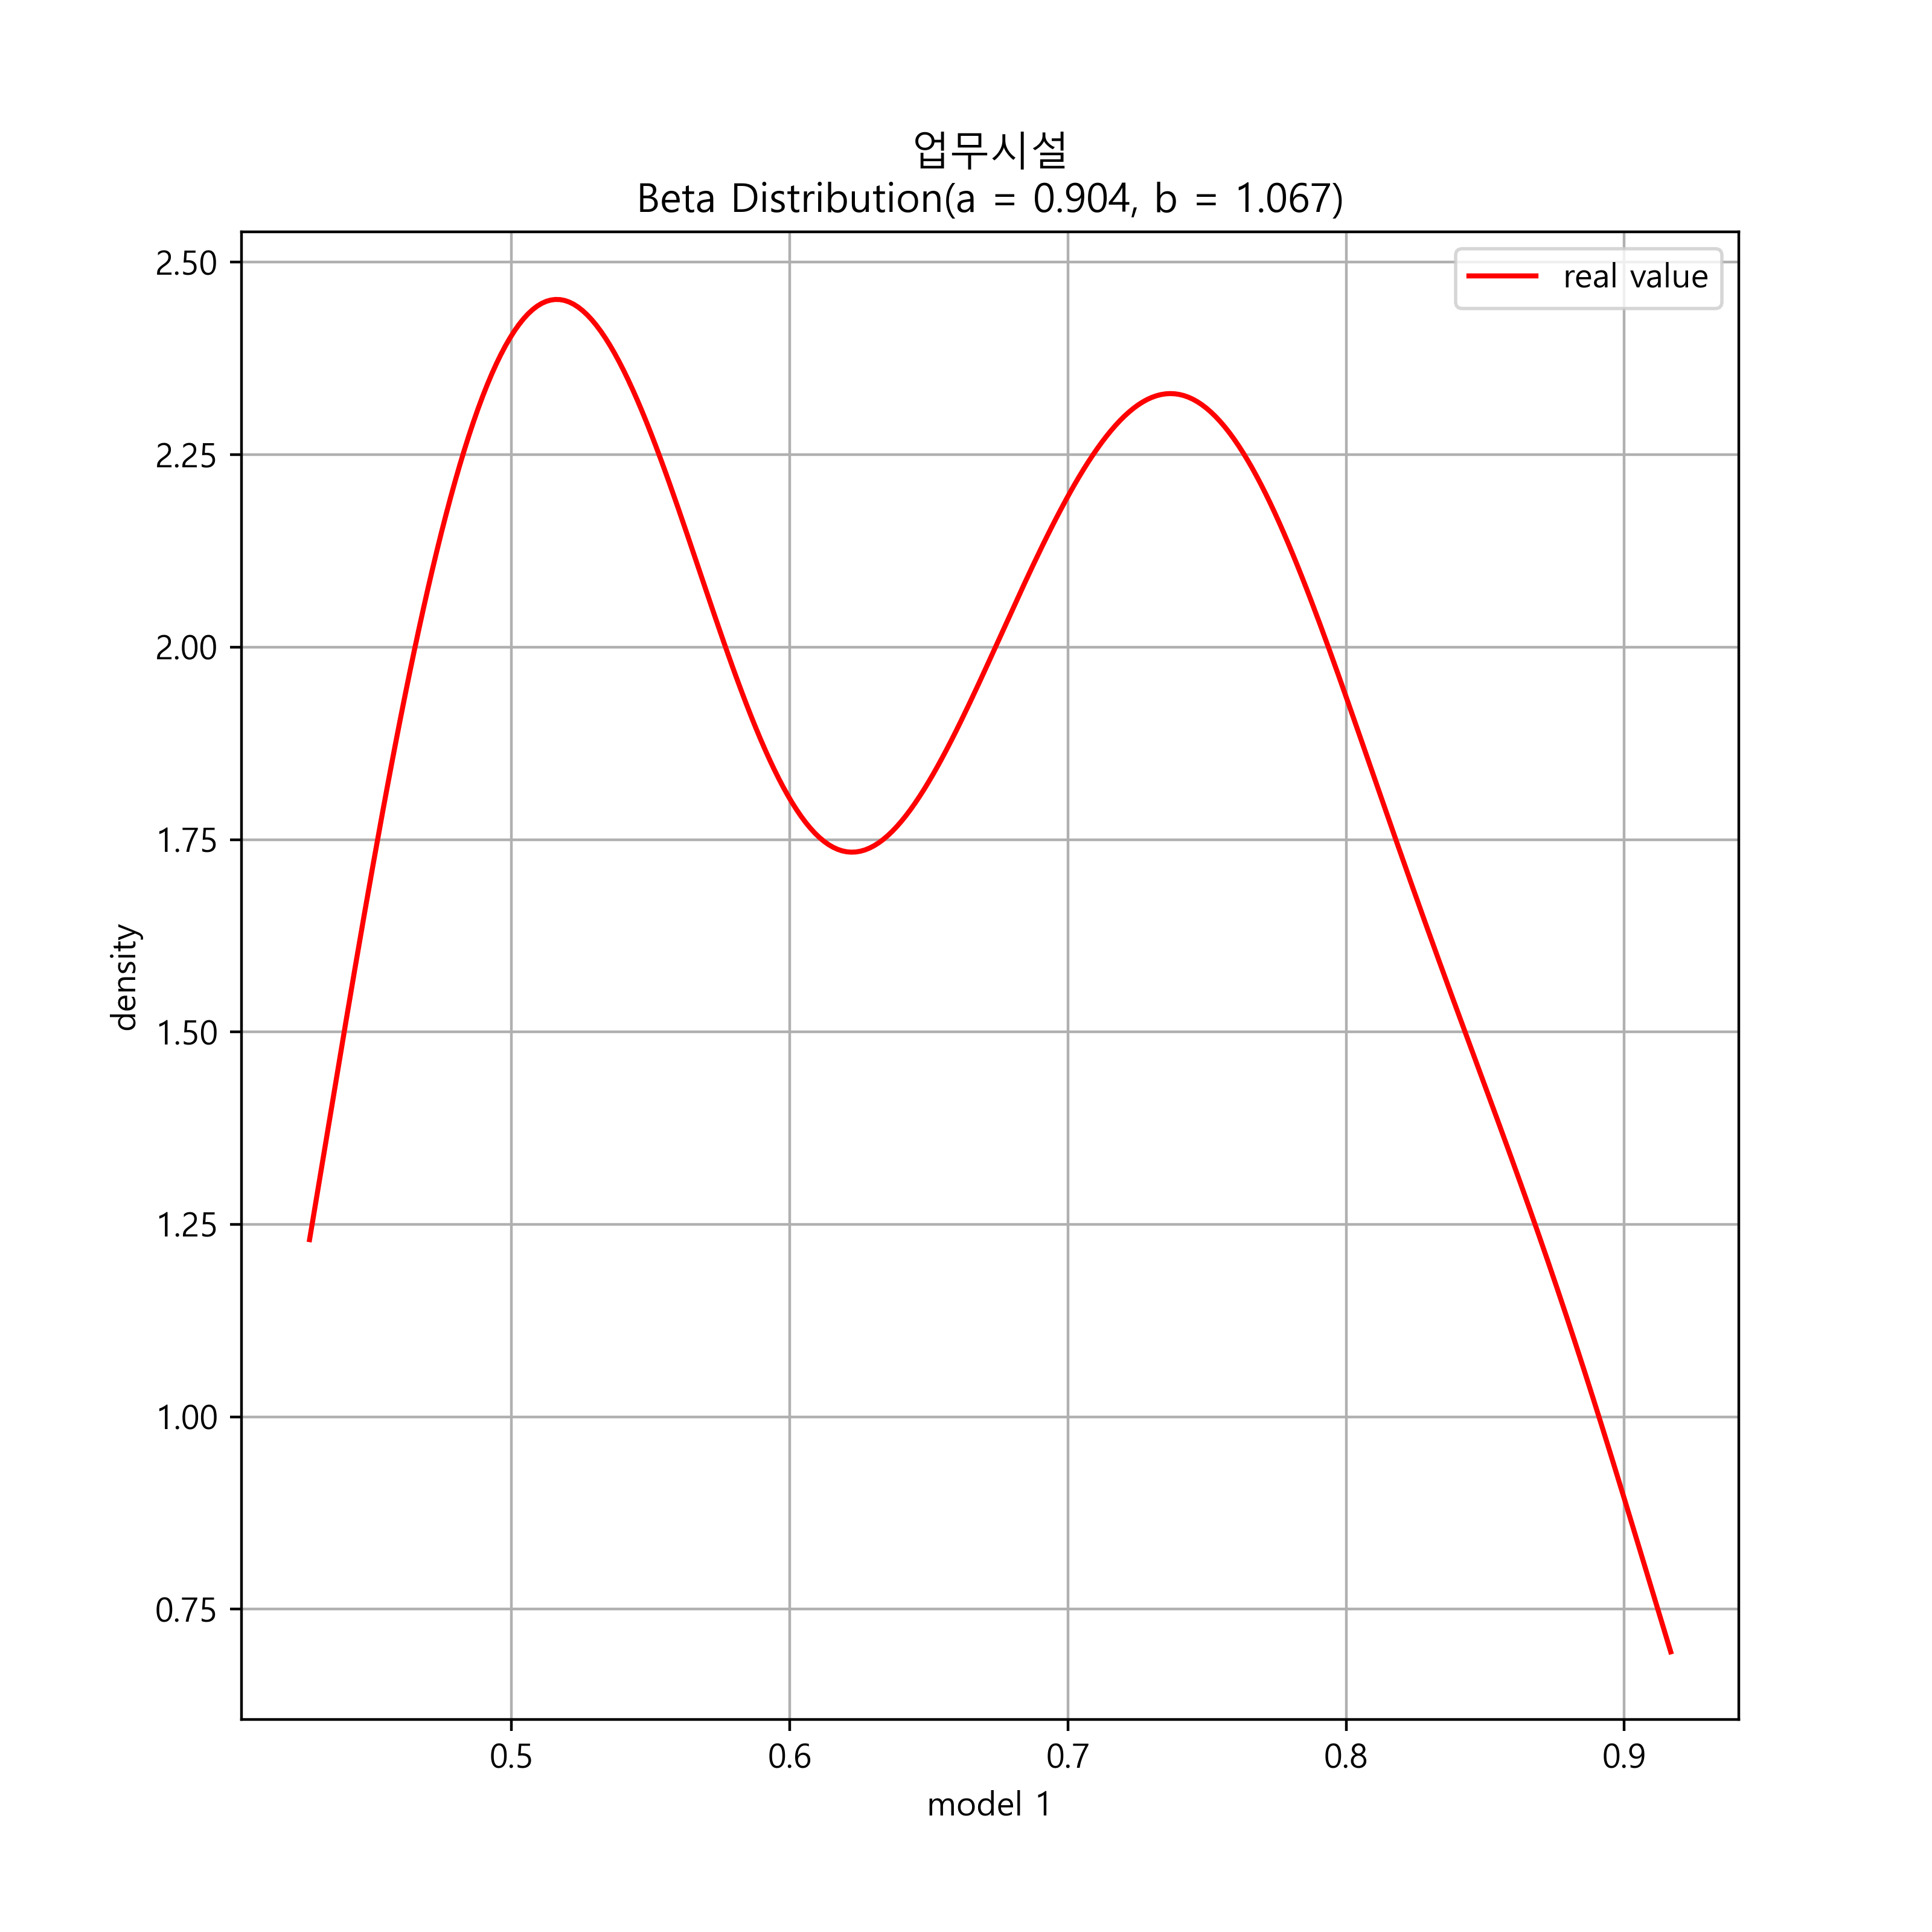 업무시설
Beta Distribution(a = 0.904, b = 1.067)
real value
2.50
2.25
2.00
1.75
1.50
1.25
1.00
0.75
density
0.5 0.6 0.7 0.8 0.9
model 1